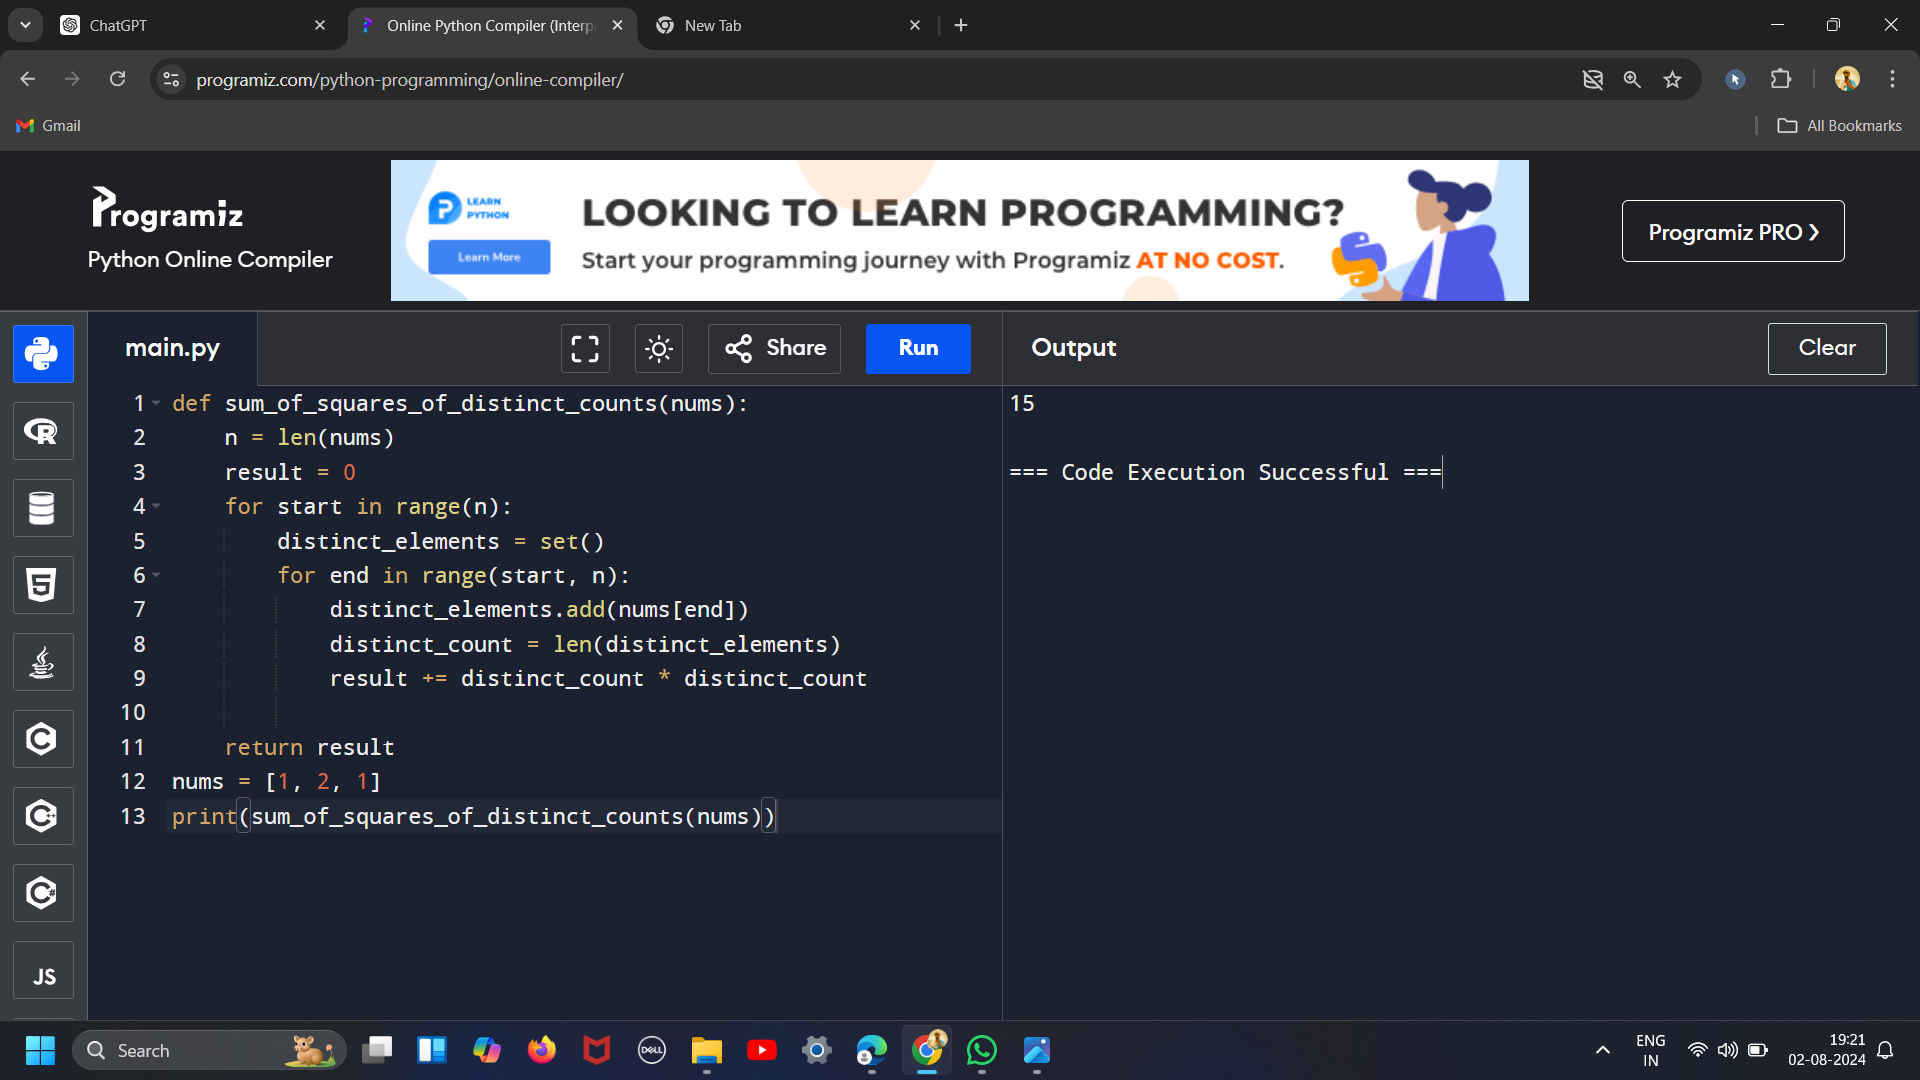 ChatGPT
Online Python Compiler (Interp
New Tab
programiz.com/python-programming/online-compiler/
Gmail
All Bookmarks
Programiz
Python Online Compiler
LEARN
PYTHON
Learn More
LOOKING TO LEARN PROGRAMMING?
Start your programming journey with Programiz AT NO COST.
Programiz PRO ❯
main.py
Share
Run
Output
Clear
1 def sum_of_squares_of_distinct_counts(nums):
2     n = len(nums)
3     result = 0
4     for start in range(n):
5         distinct_elements = set()
6         for end in range(start, n):
7             distinct_elements.add(nums[end])
8             distinct_count = len(distinct_elements)
9             result += distinct_count * distinct_count
10
11     return result
12 nums = [1, 2, 1]
13 print(sum_of_squares_of_distinct_counts(nums))
15
=== Code Execution Successful ===
R
5
C
C++
C#
JS
Search
DELL
ENG
IN
19:21
02-08-2024